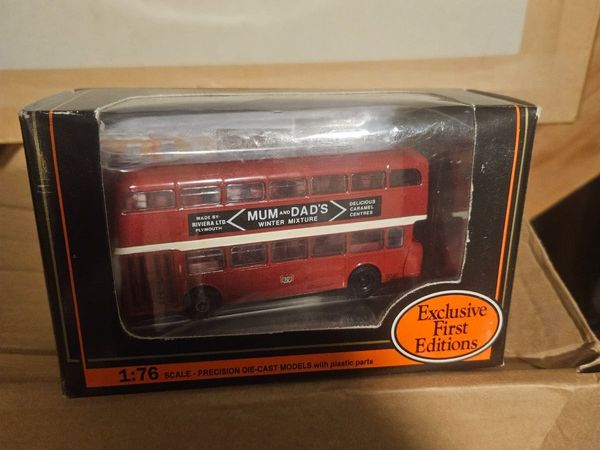 MADE BY:
RIVIERA LTD
PLYMOUTH
MUM AND DAD'S
WINTER MIXTURE
DELICIOUS
CARAMEL
CENTRES
Exclusive
First
Editions
1:76 SCALE - PRECISION DIE-CAST MODELS with plastic parts